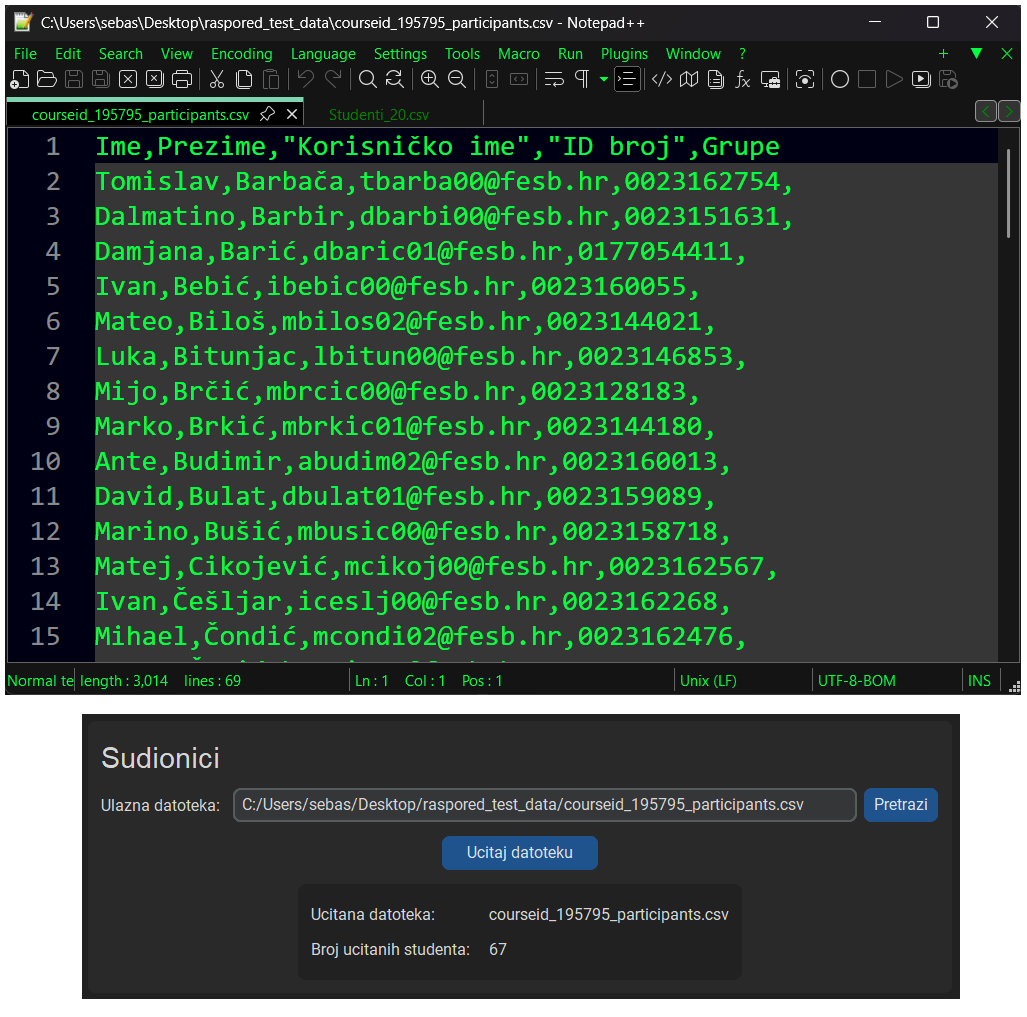 C:\Users\sebas\Desktop\raspored_test_data\courseid_195795_participants.csv - Notepad++
File Edit Search View Encoding Language Settings Tools Macro Run Plugins Window ?
courseid_195795_participants.csv Studenti_20.csv
1 Ime,Prezime,"Korisničko ime","ID broj",Grupe
2 Tomislav,Barbača,tbarba00@fesb.hr,0023162754,
3 Dalmatino,Barbir,dbarbi00@fesb.hr,0023151631,
4 Damjana,Barić,dbaric01@fesb.hr,0177054411,
5 Ivan,Bebić,ibebic00@fesb.hr,0023160055,
6 Mateo,Biloš,mbilos02@fesb.hr,0023144021,
7 Luka,Bitunjac,lbitun00@fesb.hr,0023146853,
8 Mijo,Brčić,mbrcic00@fesb.hr,0023128183,
9 Marko,Brkić,mbrkic01@fesb.hr,0023144180,
10 Ante,Budimir,abudim02@fesb.hr,0023160013,
11 David,Bulat,dbulat01@fesb.hr,0023159089,
12 Marino,Bušić,mbusic00@fesb.hr,0023158718,
13 Matej,Cikojević,mcikoj00@fesb.hr,0023162567,
14 Ivan,Češljar,iceslj00@fesb.hr,0023162268,
15 Mihael,Čondić,mcondi02@fesb.hr,0023162476,
Normal te length : 3,014 lines : 69 Ln : 1 Col : 1 Pos : 1 Unix (LF) UTF-8-BOM INS
Sudionici
Ulazna datoteka: C:/Users/sebas/Desktop/raspored_test_data/courseid_195795_participants.csv Pretrazi
Ucitaj datoteku
Ucitana datoteka: courseid_195795_participants.csv
Broj ucitanih studenta: 67